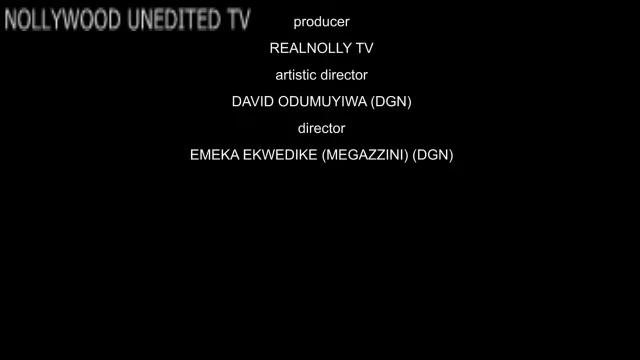 NOLLYWOOD UNEDITED TV
producer
REALNOLLY TV
artistic director
DAVID ODUMUYIWA (DGN)
director
EMEKA EKWEDIKE (MEGAZZINI) (DGN)